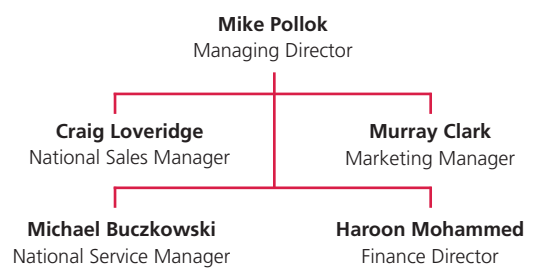 Mike Pollok
Managing Director
Craig Loveridge
National Sales Manager
Murray Clark
Marketing Manager
Michael Buczkowski
National Service Manager
Haroon Mohammed
Finance Director